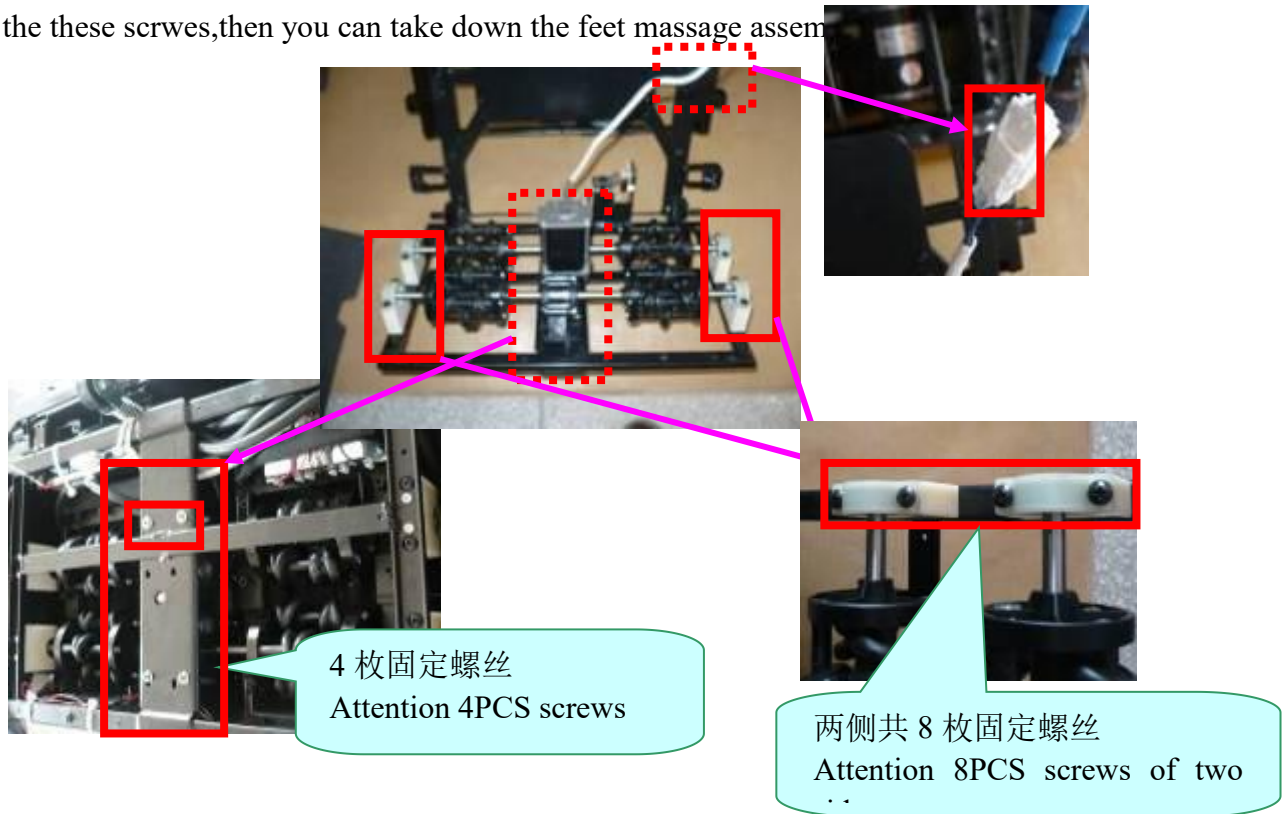 the these scrwes,then you can take down the feet massage assem
4 枚固定螺丝
Attention 4PCS screws
两侧共 8 枚固定螺丝
Attention 8PCS screws of two